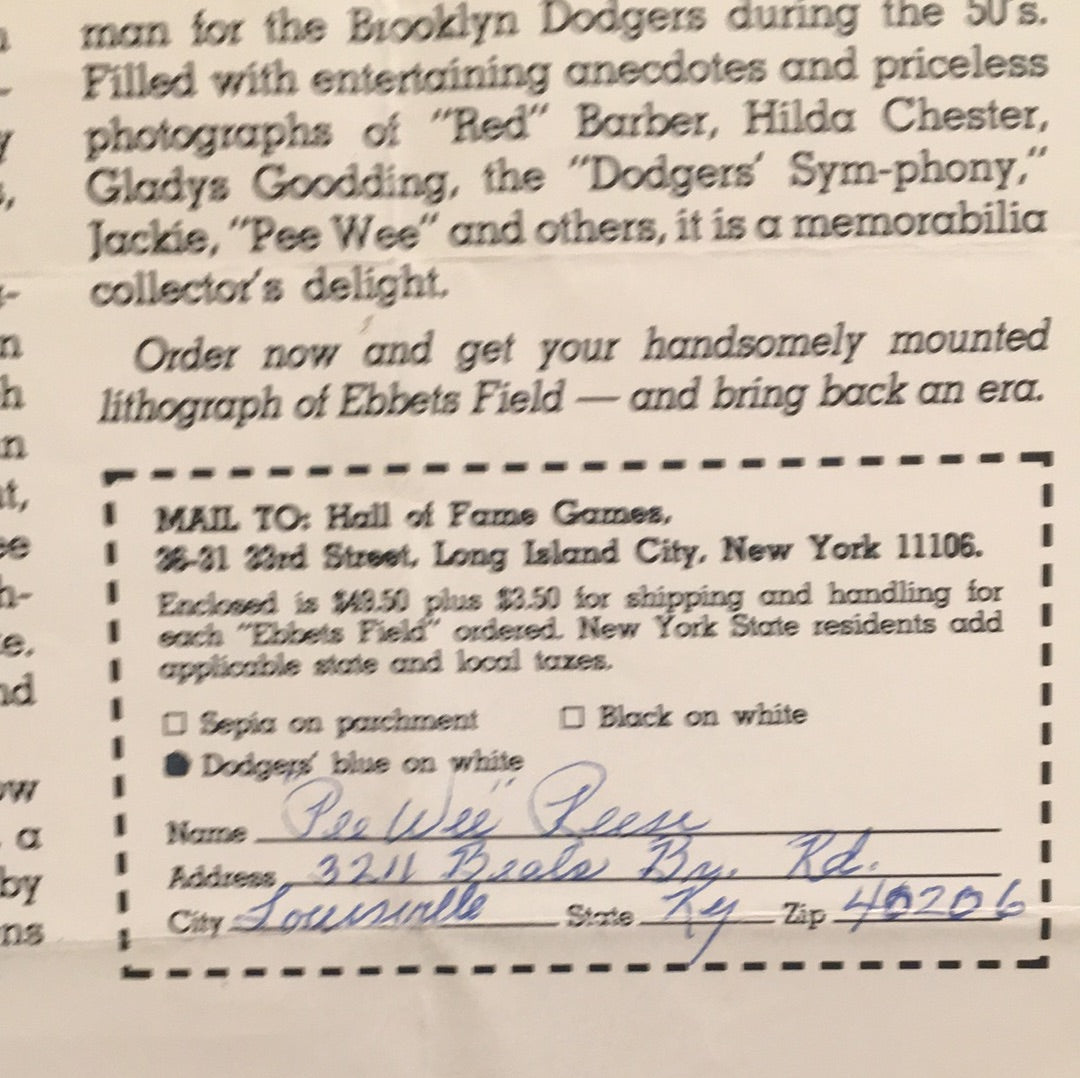 man for the Brooklyn Dodgers during the 50's.
Filled with entertaining anecdotes and priceless
photographs of "Red" Barber, Hilda Chester,
Gladys Goodding, the "Dodgers' Sym-phony,"
Jackie, "Pee Wee" and others, it is a memorabilia
collector's delight.
Order now and get your handsomely mounted
lithograph of Ebbets Field — and bring back an era.
MAIL TO: Hall of Fame Games,
36-31 33rd Street, Long Island City, New York 11106.
Enclosed is $49.50 plus $3.50 for shipping and handling for
each "Ebbets Field" ordered. New York State residents add
applicable state and local taxes.
Sepia on parchment Black on white
Dodgers' blue on white
Name "Pee Wee" Reese
Address 3211 Beals Br. Rd.
City Louisville State Ky Zip 40206